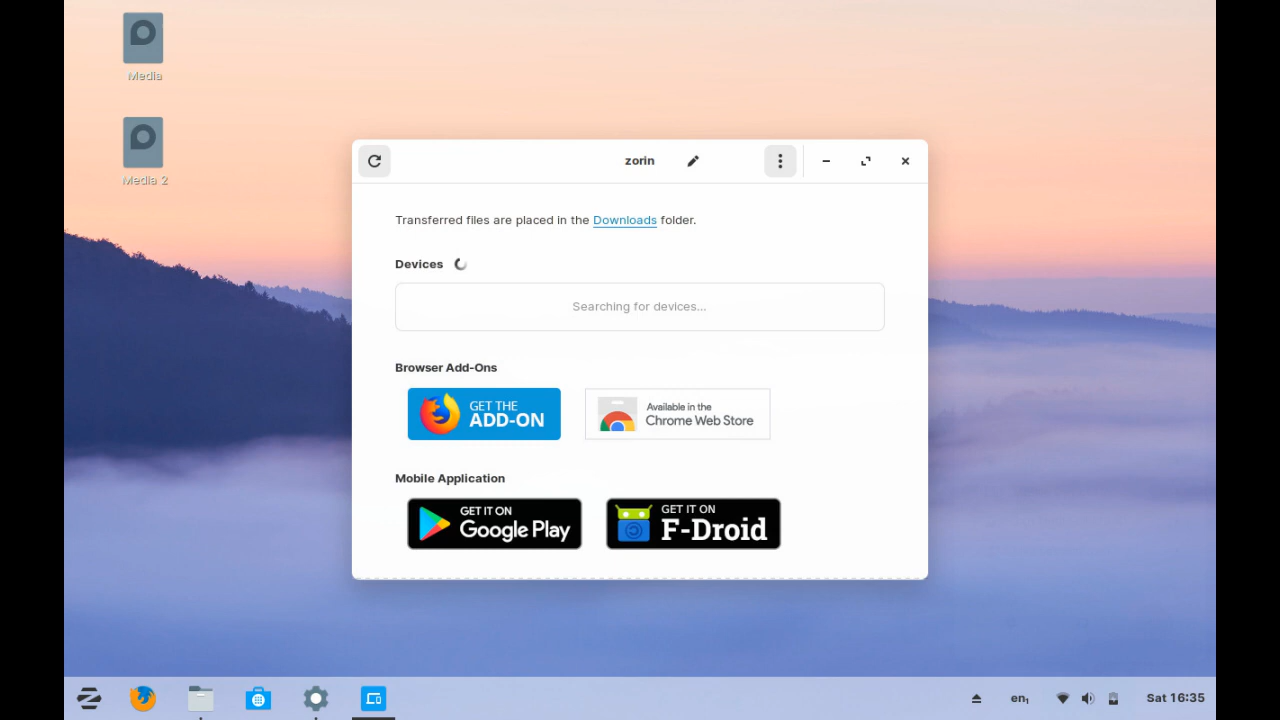 Media
Media 2
zorin
Transferred files are placed in the Downloads folder.
Devices
Searching for devices...
Browser Add-Ons
GET THE
ADD-ON
Available in the
Chrome Web Store
Mobile Application
GET IT ON
Google Play
GET IT ON
F-Droid
en₁
Sat 16:35